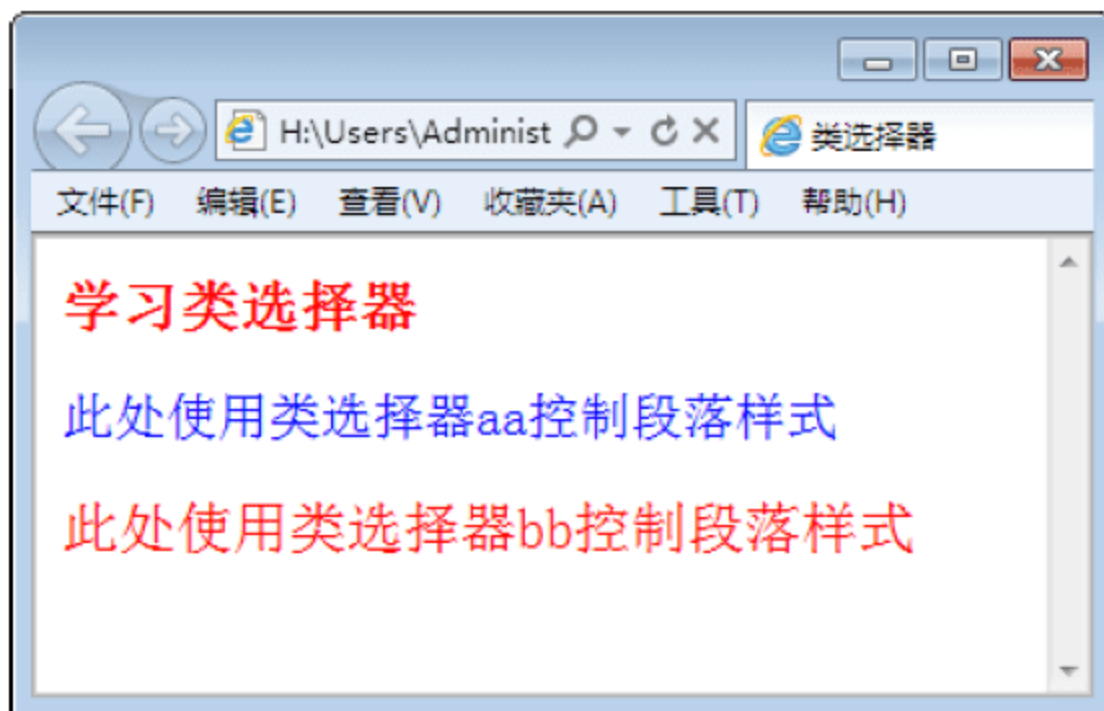 H:\Users\Administ
类选择器
文件(F) 编辑(E) 查看(V) 收藏夹(A) 工具(T) 帮助(H)
学习类选择器
此处使用类选择器aa控制段落样式
此处使用类选择器bb控制段落样式